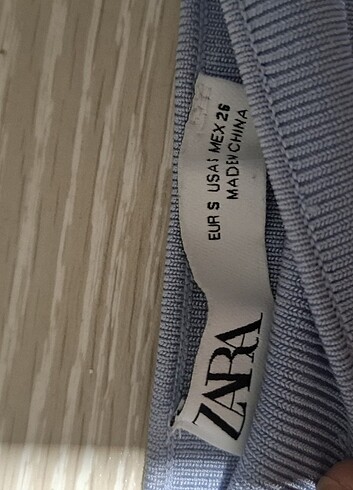 ZARA
EUR S USA S MEX 26
MADE IN CHINA